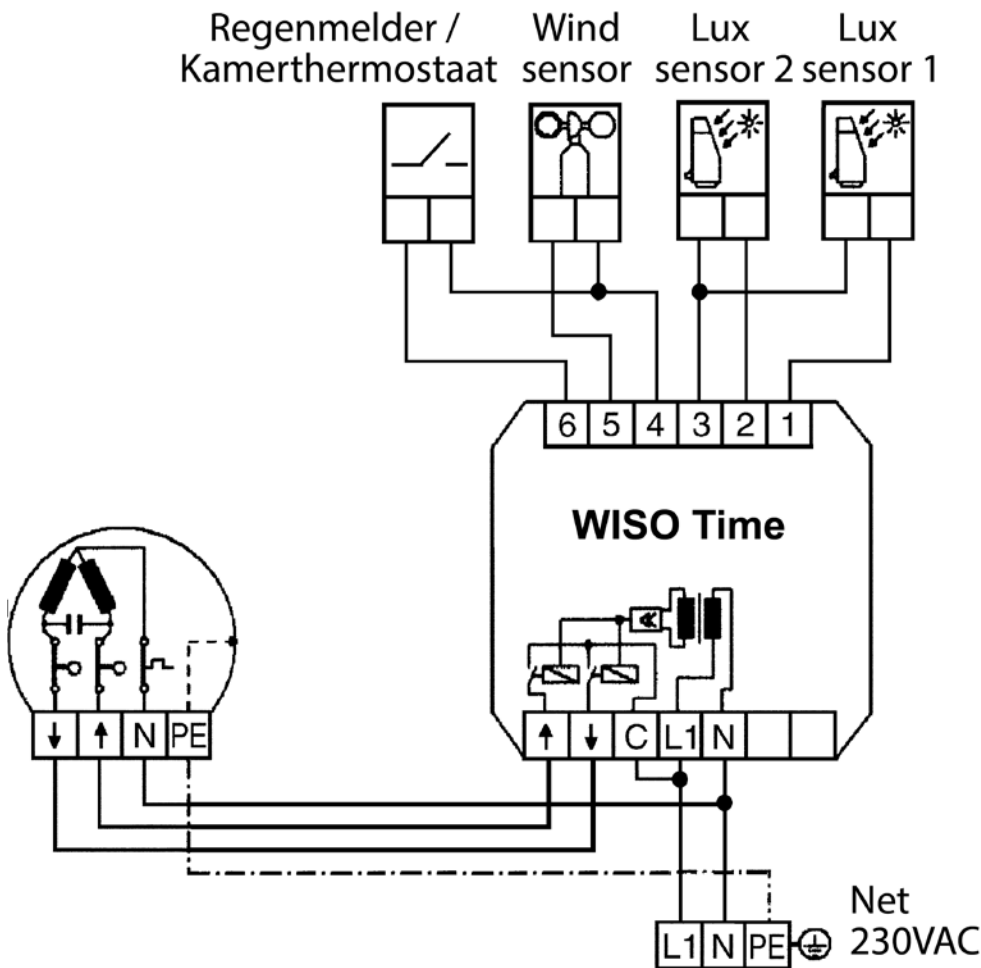 Regenmelder /
Kamerthermostaat
Wind
sensor
Lux
sensor 2
Lux
sensor 1
6 5 4 3 2 1
WISO Time
↓ ↑ N PE
↑ ↓ C L1 N
L1 N PE
Net
230VAC